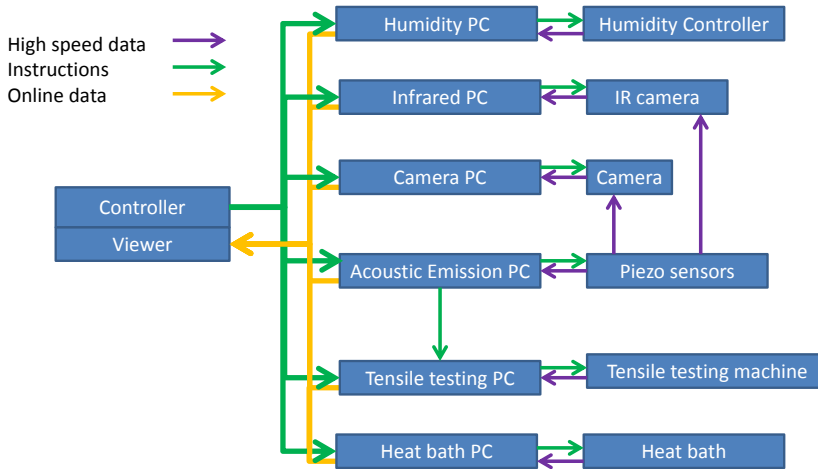 Humidity PC
Humidity Controller
High speed data
Instructions
Online data
Infrared PC
IR camera
Camera PC
Camera
Controller
Viewer
Acoustic Emission PC
Piezo sensors
Tensile testing PC
Tensile testing machine
Heat bath PC
Heat bath